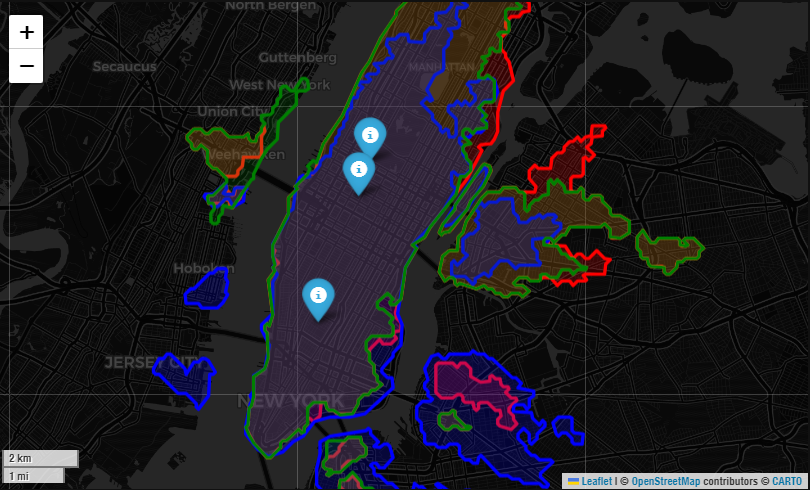 North Bergen
+
Guttenberg
Secaucus
MANHATTAN
−
West New York
Union City
i
Weehawken
i
Hoboken
i
JERSEY CITY
NEW YORK
2 km
1 mi
Leaflet | © OpenStreetMap contributors © CARTO